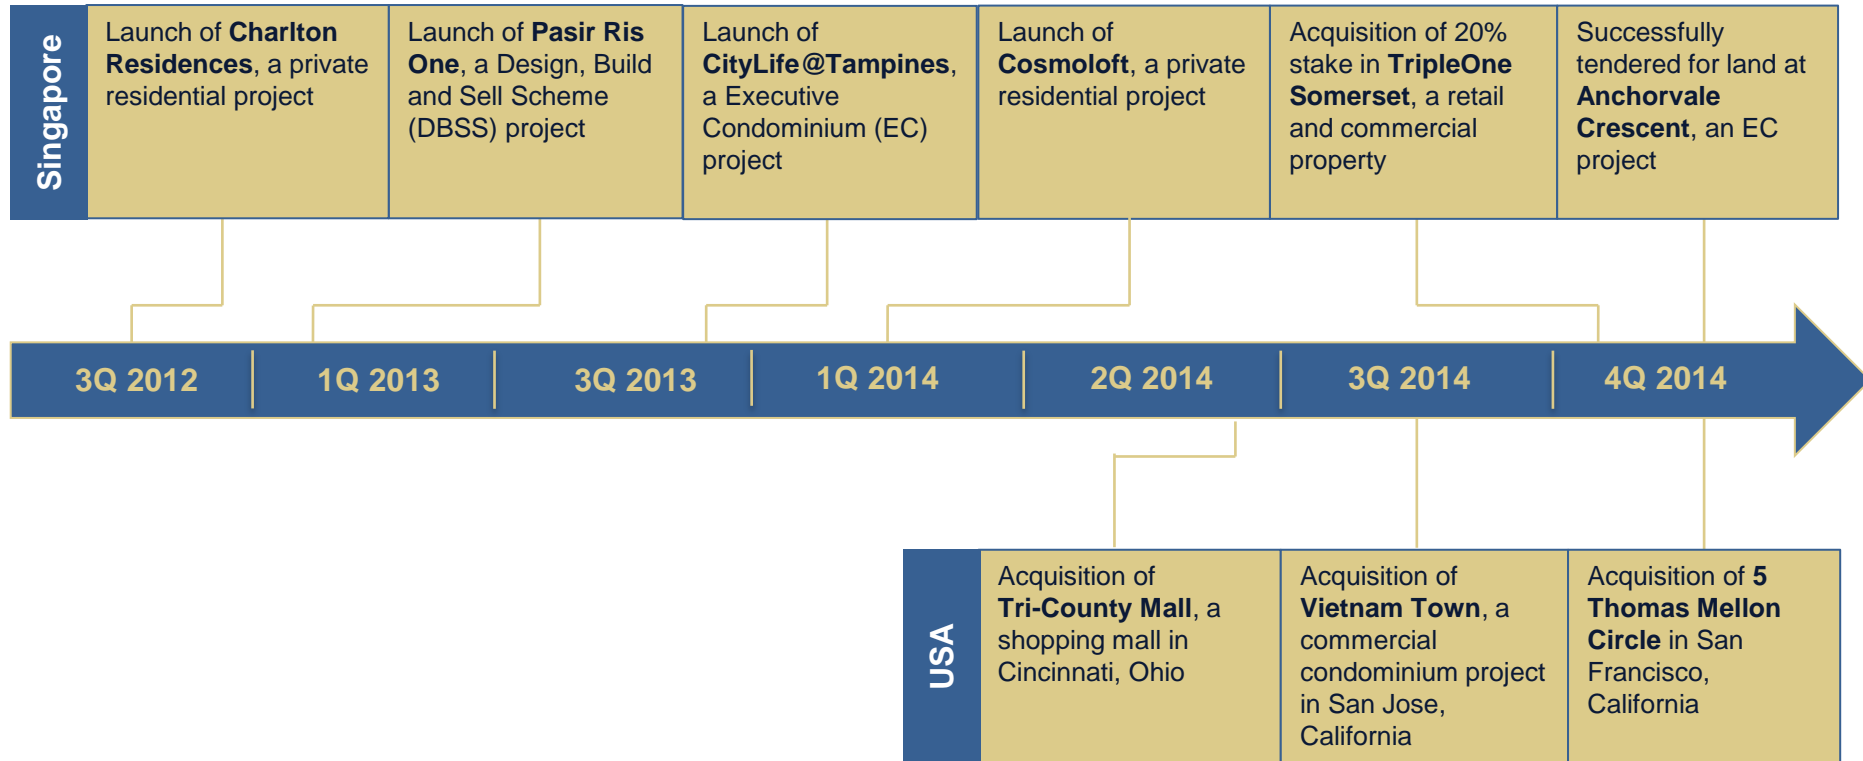 Singapore
Launch of Charlton
Residences, a private
residential project
Launch of Pasir Ris
One, a Design, Build
and Sell Scheme
(DBSS) project
Launch of
CityLife@Tampines,
a Executive
Condominium (EC)
project
Launch of
Cosmoloft, a private
residential project
Acquisition of 20%
stake in TripleOne
Somerset, a retail
and commercial
property
Successfully
tendered for land at
Anchorvale
Crescent, an EC
project
3Q 2012
1Q 2013
3Q 2013
1Q 2014
2Q 2014
3Q 2014
4Q 2014
USA
Acquisition of
Tri-County Mall, a
shopping mall in
Cincinnati, Ohio
Acquisition of
Vietnam Town, a
commercial
condominium project
in San Jose,
California
Acquisition of 5
Thomas Mellon
Circle in San
Francisco,
California